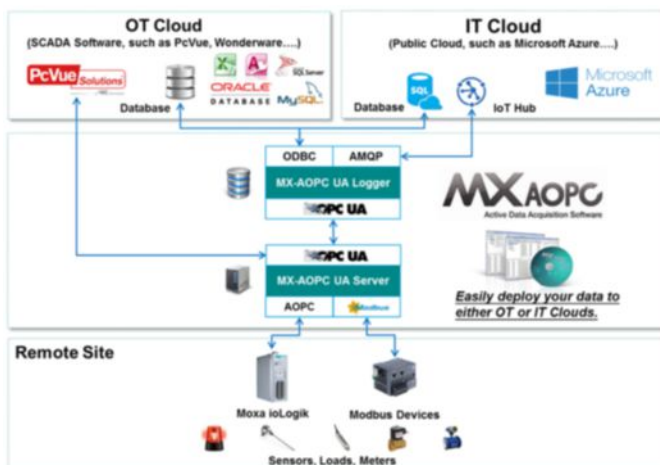 OT Cloud
(SCADA Software, such as PcVue, Wonderware....)
PcVue
Solutions
SQL Server
ORACLE
DATABASE
MySQL
Database
IT Cloud
(Public Cloud, such as Microsoft Azure....)
SQL
Database
IoT Hub
Microsoft
Azure
ODBC
AMQP
MX-AOPC UA Logger
OPC UA
MXAOPC
Active Data Acquisition Software
OPC UA
MX-AOPC UA Server
AOPC
Modbus
Easily deploy your data to
either OT or IT Clouds.
Remote Site
Moxa ioLogik
Modbus Devices
Sensors, Loads, Meters